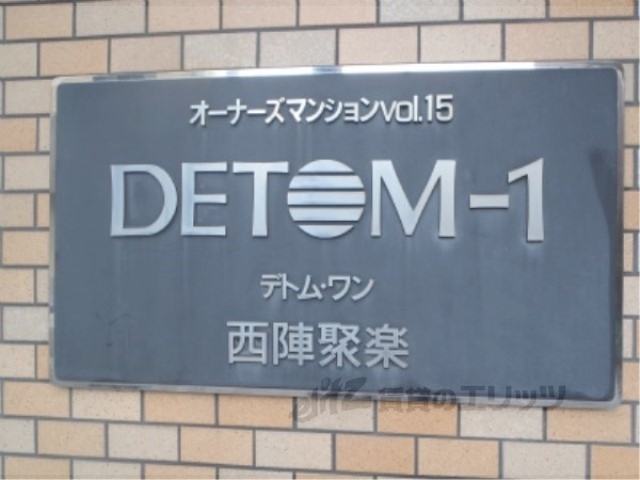 オーナーズマンションvol.15
DETOM-1
デトム・ワン
西陣聚楽
elitz 賃貸のエリッツ